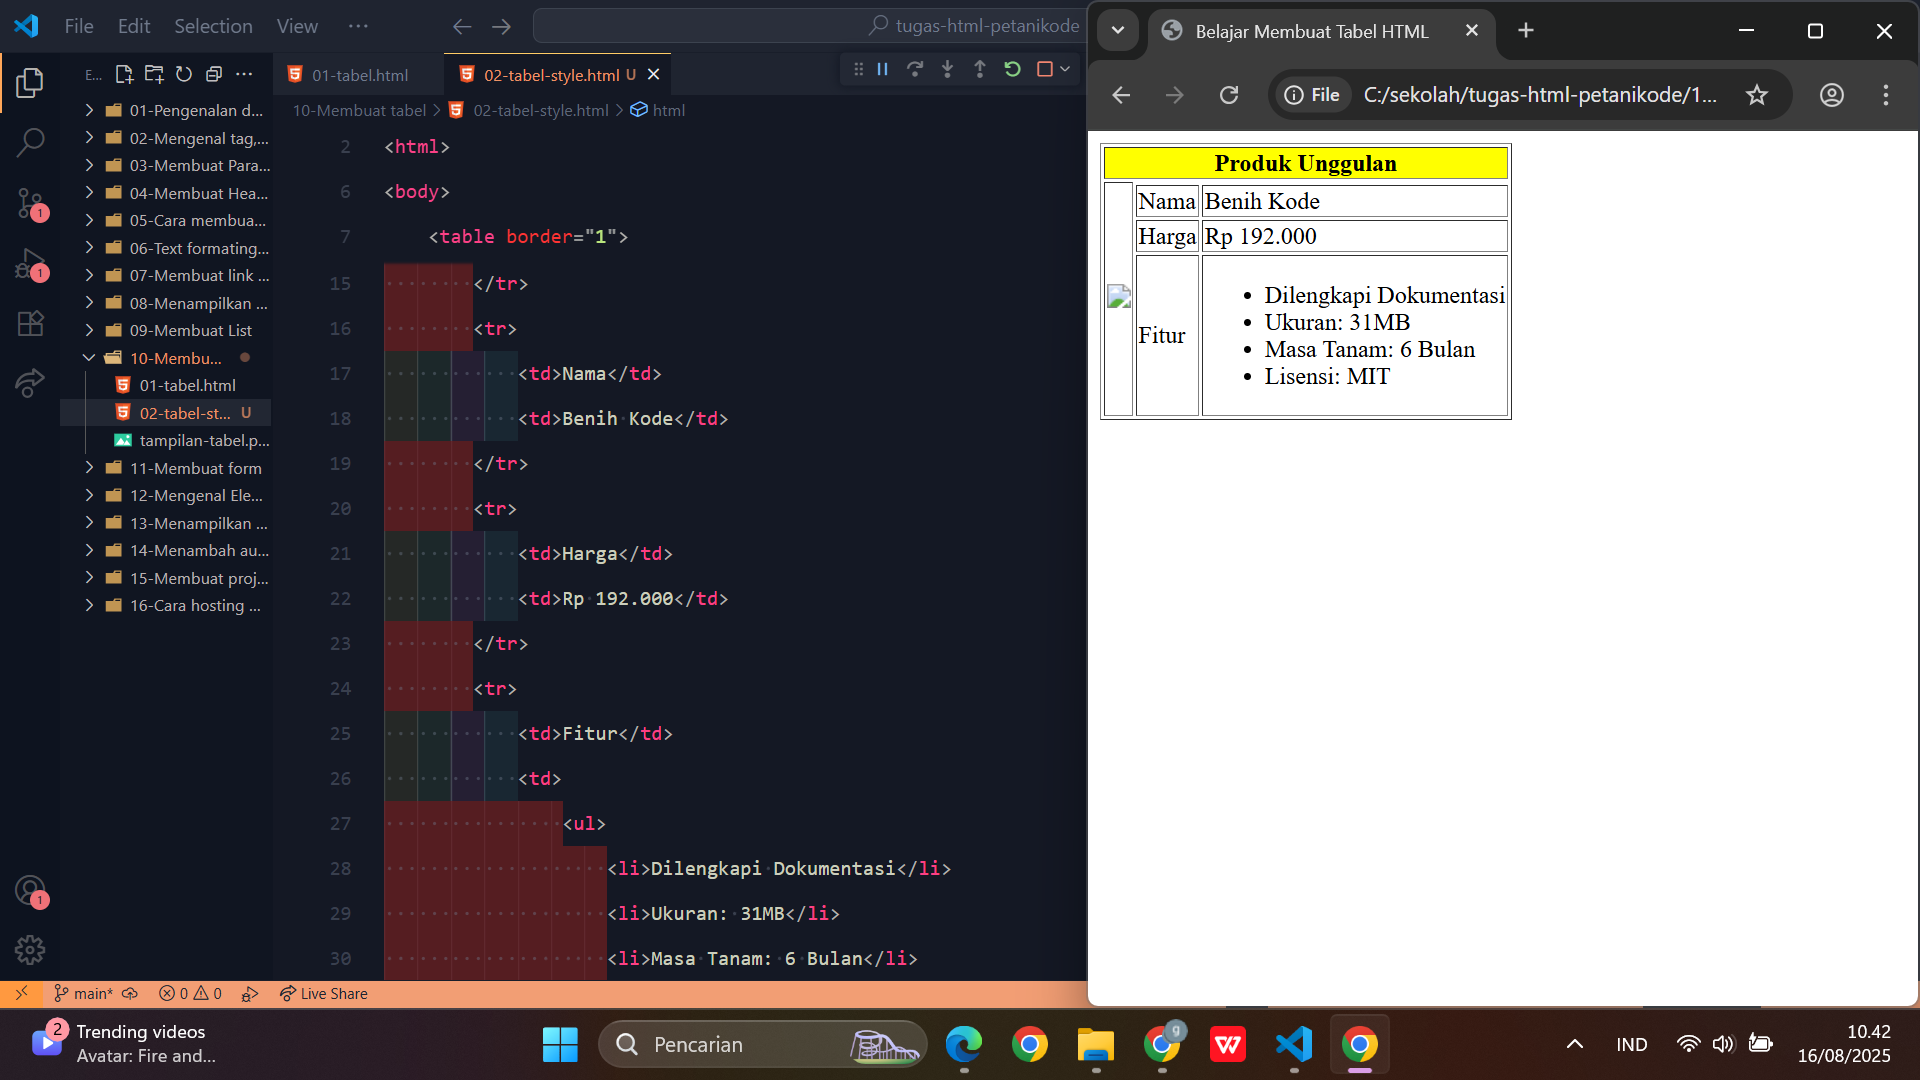 File Edit Selection View ...
tugas-html-petanikode
E...
01-Pengenalan d...
02-Mengenal tag,...
03-Membuat Para...
04-Membuat Hea...
05-Cara membua...
06-Text formating...
07-Membuat link ...
08-Menampilkan ...
09-Membuat List
10-Membu...
01-tabel.html
02-tabel-st... U
tampilan-tabel.p...
11-Membuat form
12-Mengenal Ele...
13-Menampilkan ...
14-Menambah au...
15-Membuat proj...
16-Cara hosting ...
1
1
1
01-tabel.html
02-tabel-style.html U
10-Membuat tabel > 02-tabel-style.html > html
2 <html>
6 <body>
7 <table border="1">
15 </tr>
16 <tr>
17 <td>Nama</td>
18 <td>Benih Kode</td>
19 </tr>
20 <tr>
21 <td>Harga</td>
22 <td>Rp 192.000</td>
23 </tr>
24 <tr>
25 <td>Fitur</td>
26 <td>
27 <ul>
28 <li>Dilengkapi Dokumentasi</li>
29 <li>Ukuran: 31MB</li>
30 <li>Masa Tanam: 6 Bulan</li>
main* 0 0 Live Share
Belajar Membuat Tabel HTML
File C:/sekolah/tugas-html-petanikode/1...
Produk Unggulan
Nama Benih Kode
Harga Rp 192.000
Fitur
• Dilengkapi Dokumentasi
• Ukuran: 31MB
• Masa Tanam: 6 Bulan
• Lisensi: MIT
2
Trending videos
Avatar: Fire and...
Pencarian
g
W
IND
10.42
16/08/2025